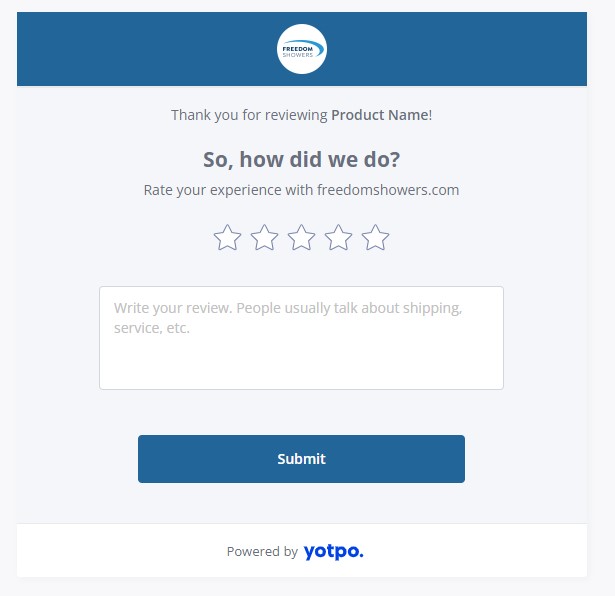 FREEDOM
SHOWERS
Thank you for reviewing Product Name!
So, how did we do?
Rate your experience with freedomshowers.com
Write your review. People usually talk about shipping,
service, etc.
Submit
Powered by yotpo.